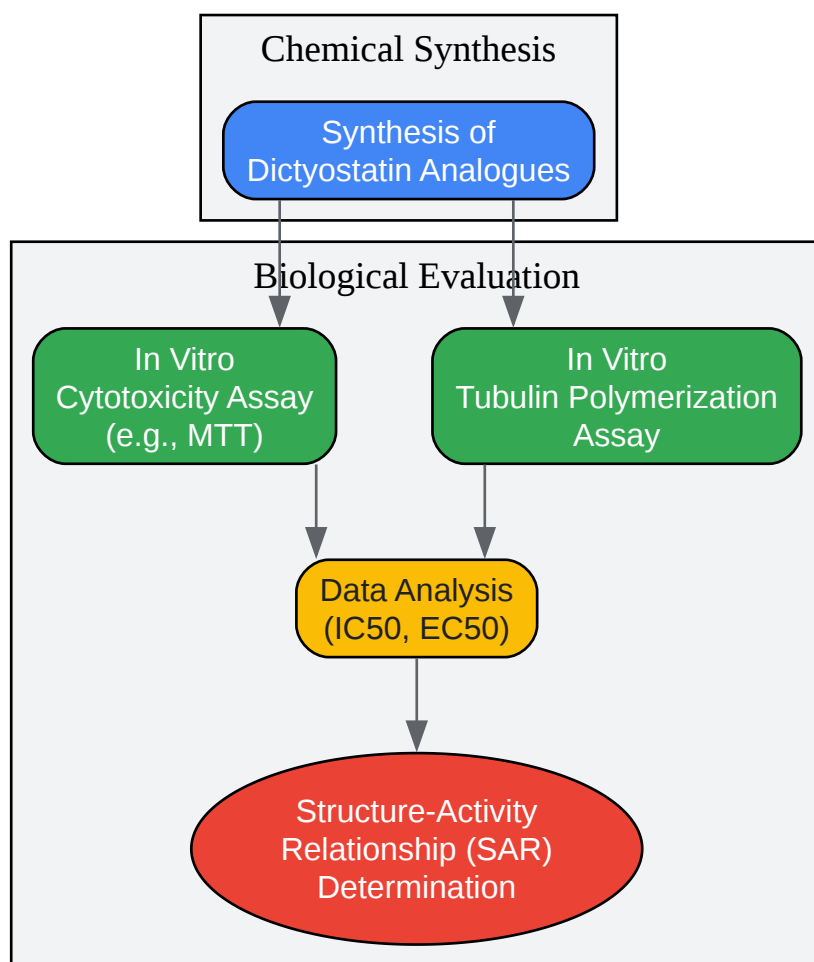 Chemical Synthesis
Synthesis of
Dictyostatin Analogues
Biological Evaluation
In Vitro
Cytotoxicity Assay
(e.g., MTT)
In Vitro
Tubulin Polymerization
Assay
Data Analysis
(IC50, EC50)
Structure-Activity
Relationship (SAR)
Determination